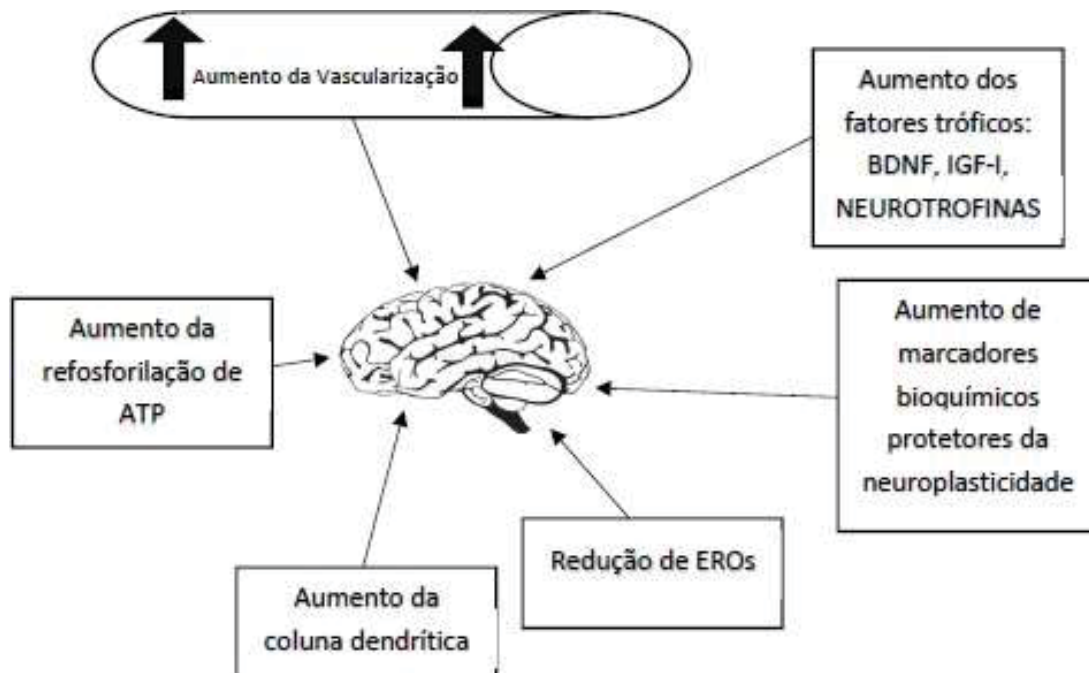 Aumento da Vascularização
Aumento dos
fatores tróficos:
BDNF, IGF-I,
NEUROTROFINAS
Aumento da
refosforilação de
ATP
Aumento de
marcadores
bioquímicos
protetores da
neuroplasticidade
Redução de EROs
Aumento da
coluna dendrítica